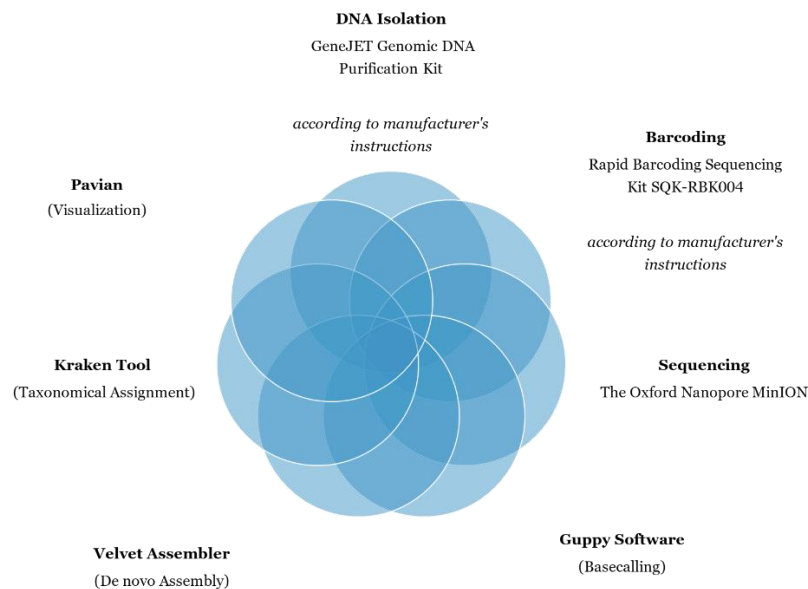 DNA Isolation
GeneJET Genomic DNA
Purification Kit
according to manufacturer's
instructions
Barcoding
Rapid Barcoding Sequencing
Kit SQK-RBK004
according to manufacturer's
instructions
Sequencing
The Oxford Nanopore MinION
Guppy Software
(Basecalling)
Velvet Assembler
(De novo Assembly)
Kraken Tool
(Taxonomical Assignment)
Pavian
(Visualization)